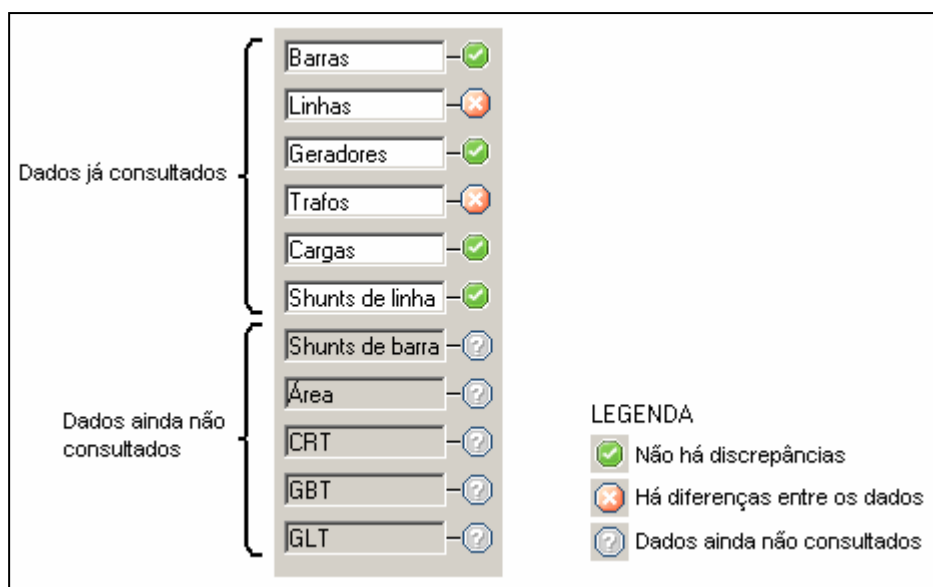 Barras
Linhas
Geradores
Dados já consultados
Trafos
Cargas
Shunts de linha
Shunts de barra
Área
Dados ainda não
consultados
CRT
GBT
GLT
LEGENDA
Não há discrepâncias
Há diferenças entre os dados
Dados ainda não consultados